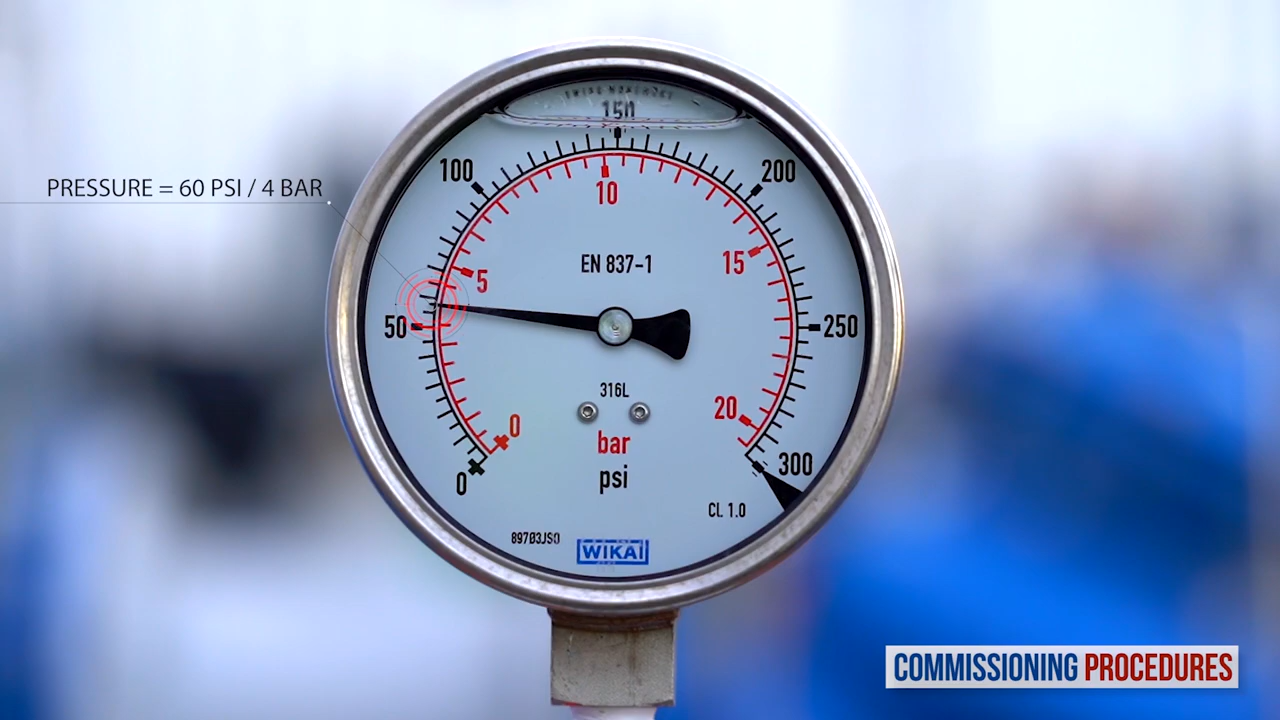 150
100
200
PRESSURE = 60 PSI / 4 BAR
10
EN 837-1
15
5
50
250
316L
20
0
bar
300
0
psi
CL 1.0
89703JS0
WIKAI
COMMISSIONING PROCEDURES